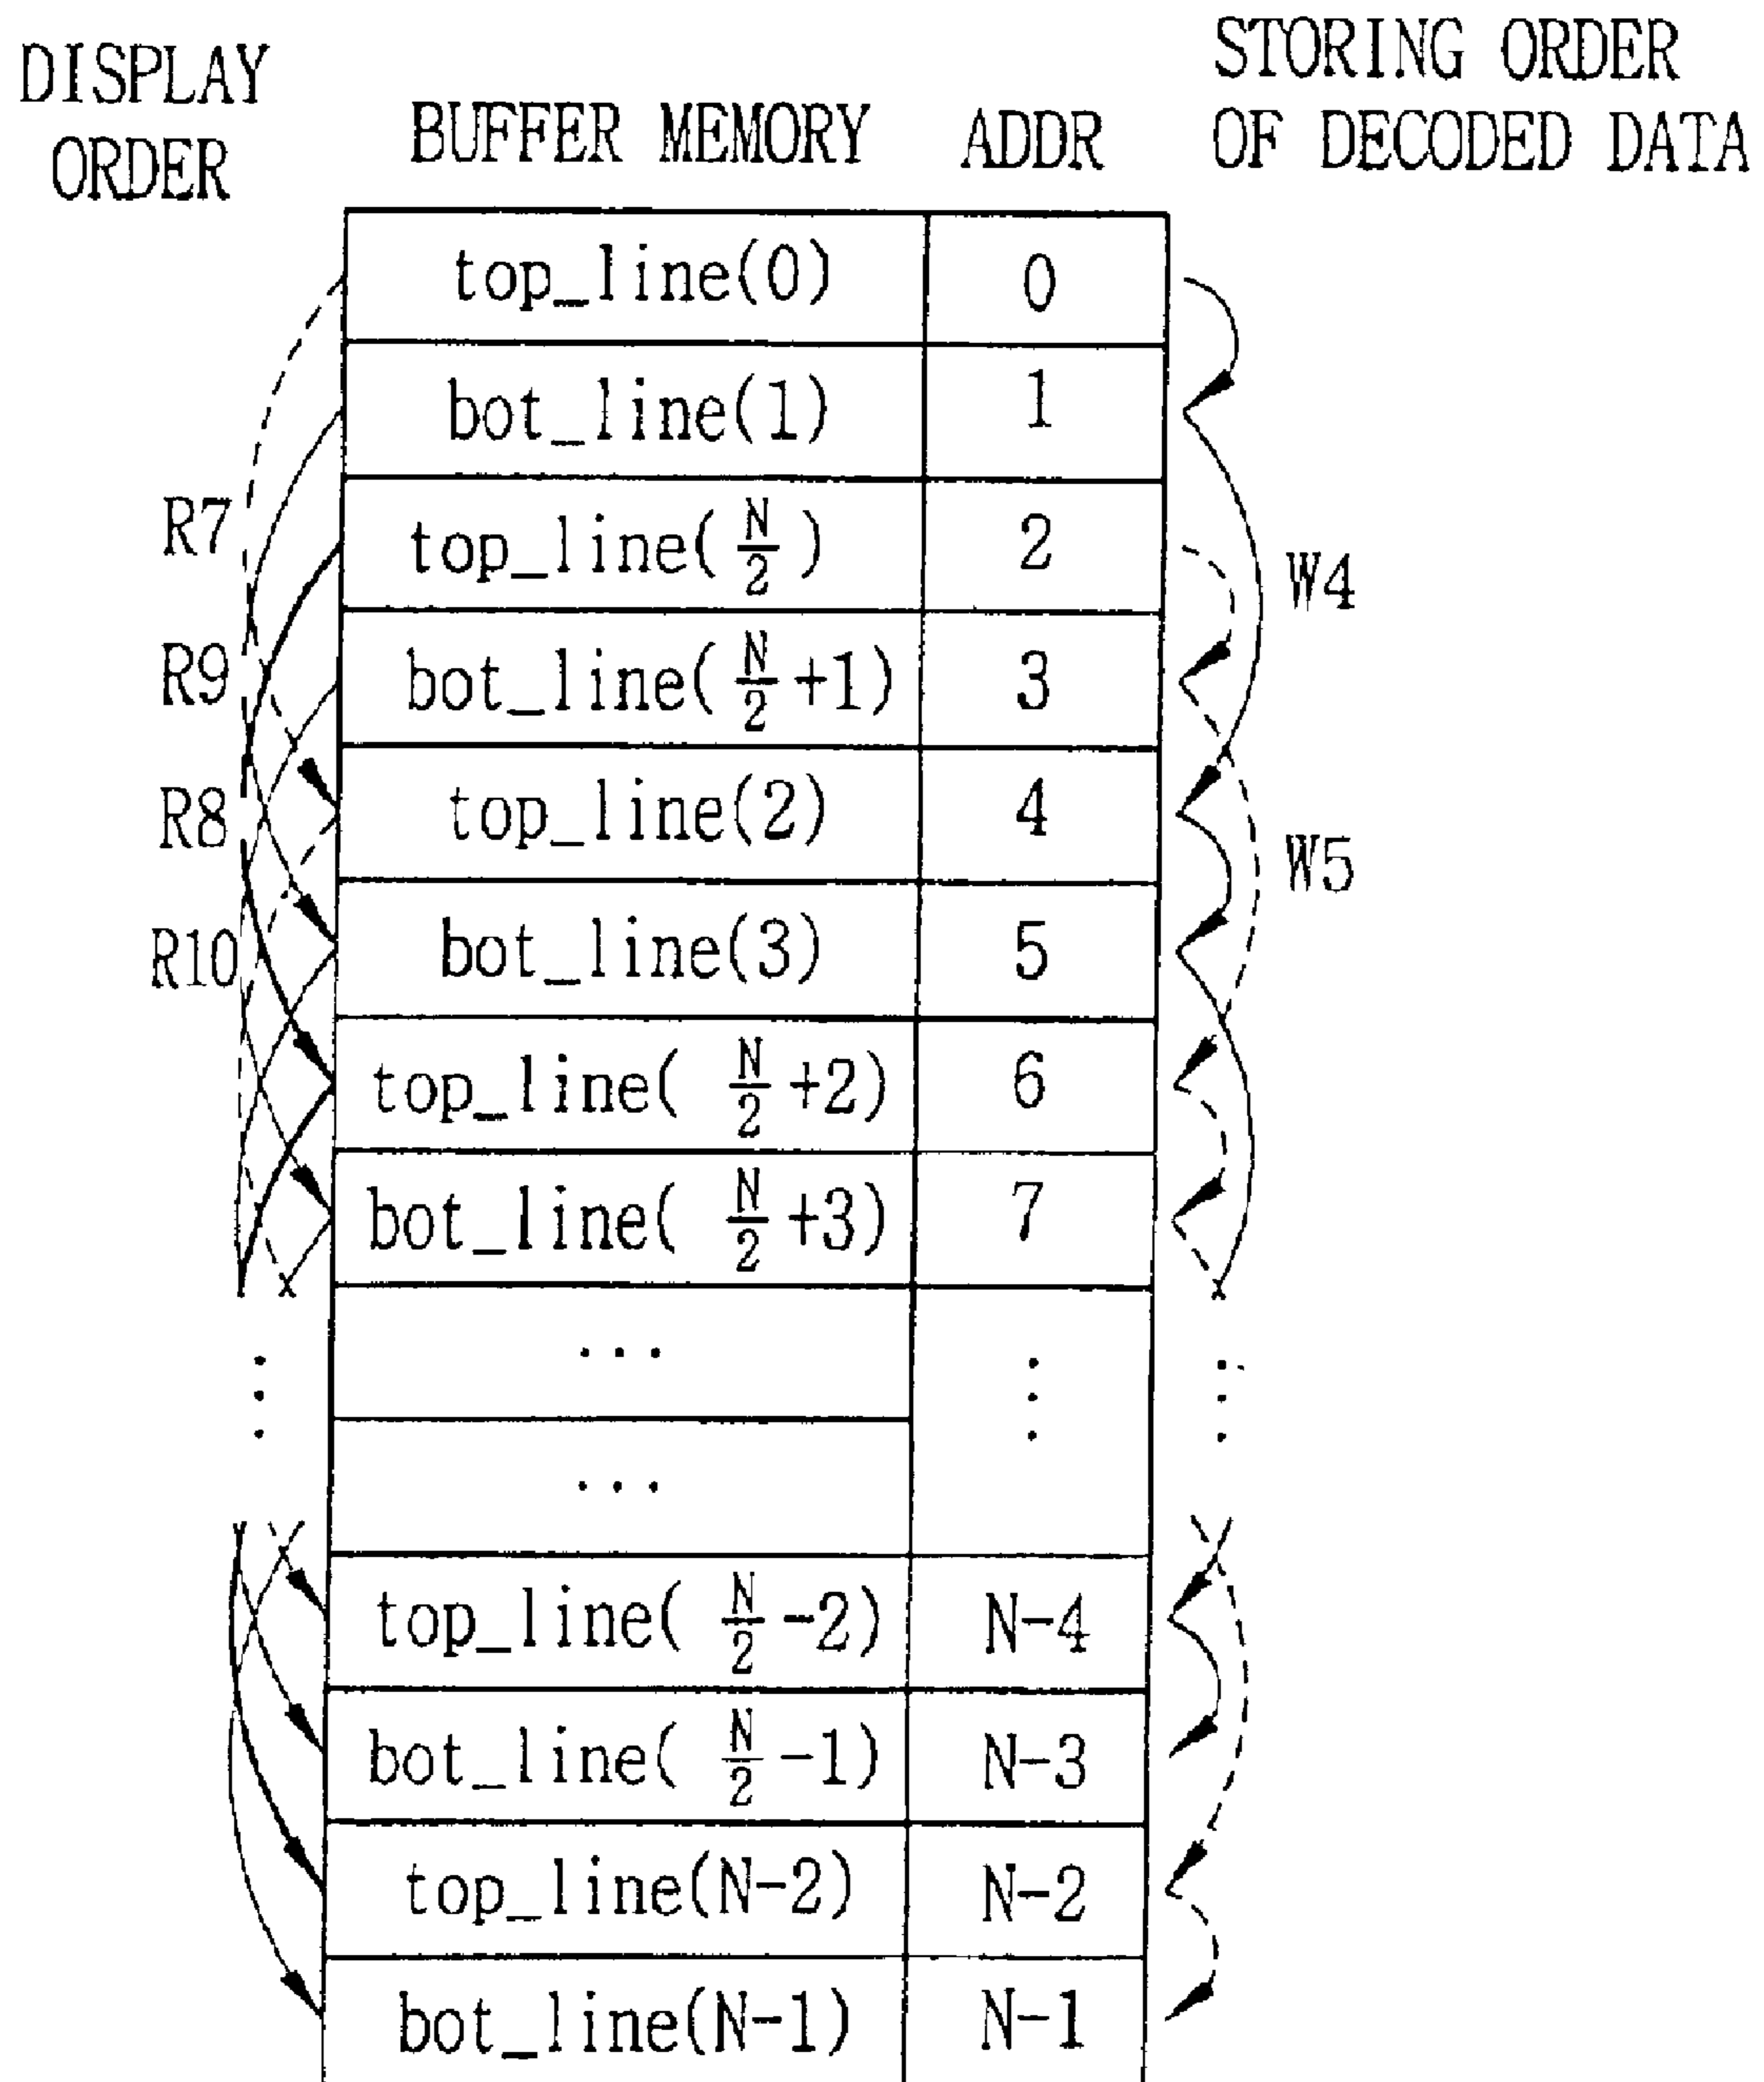 DISPLAY
ORDER
BUFFER MEMORY
ADDR
STORING ORDER
OF DECODED DATA
top_line(0) 0
bot_line(1) 1
R7
top_line(N/2) 2
W4
R9
bot_line(N/2+1) 3
R8
top_line(2) 4
W5
R10
bot_line(3) 5
top_line( N/2+2) 6
bot_line( N/2+3) 7
... 
...
top_line( N/2-2) N-4
bot_line( N/2-1) N-3
top_line(N-2) N-2
bot_line(N-1) N-1